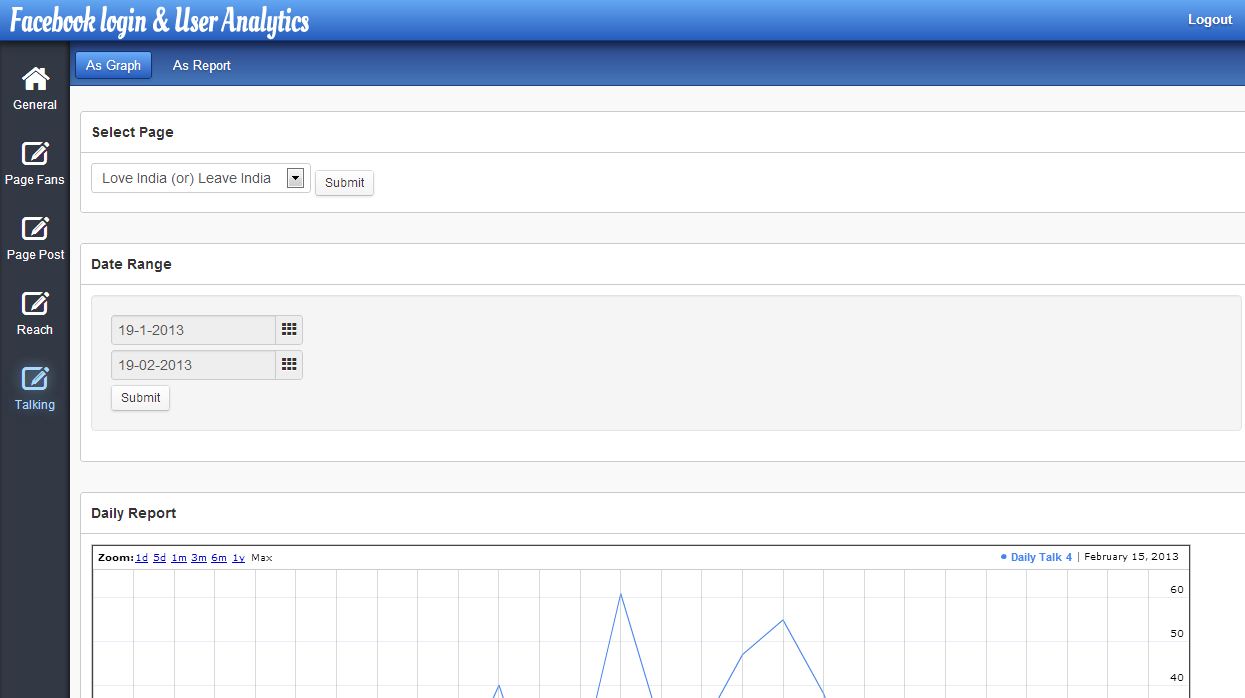 Facebook login & User Analytics
Logout
As Graph As Report
General
Page Fans
Page Post
Reach
Talking
Select Page
Love India (or) Leave India Submit
Date Range
19-1-2013
19-02-2013
Submit
Daily Report
Zoom: 1d 5d 1m 3m 6m 1y Max
Daily Talk 4 | February 15, 2013
60
50
40